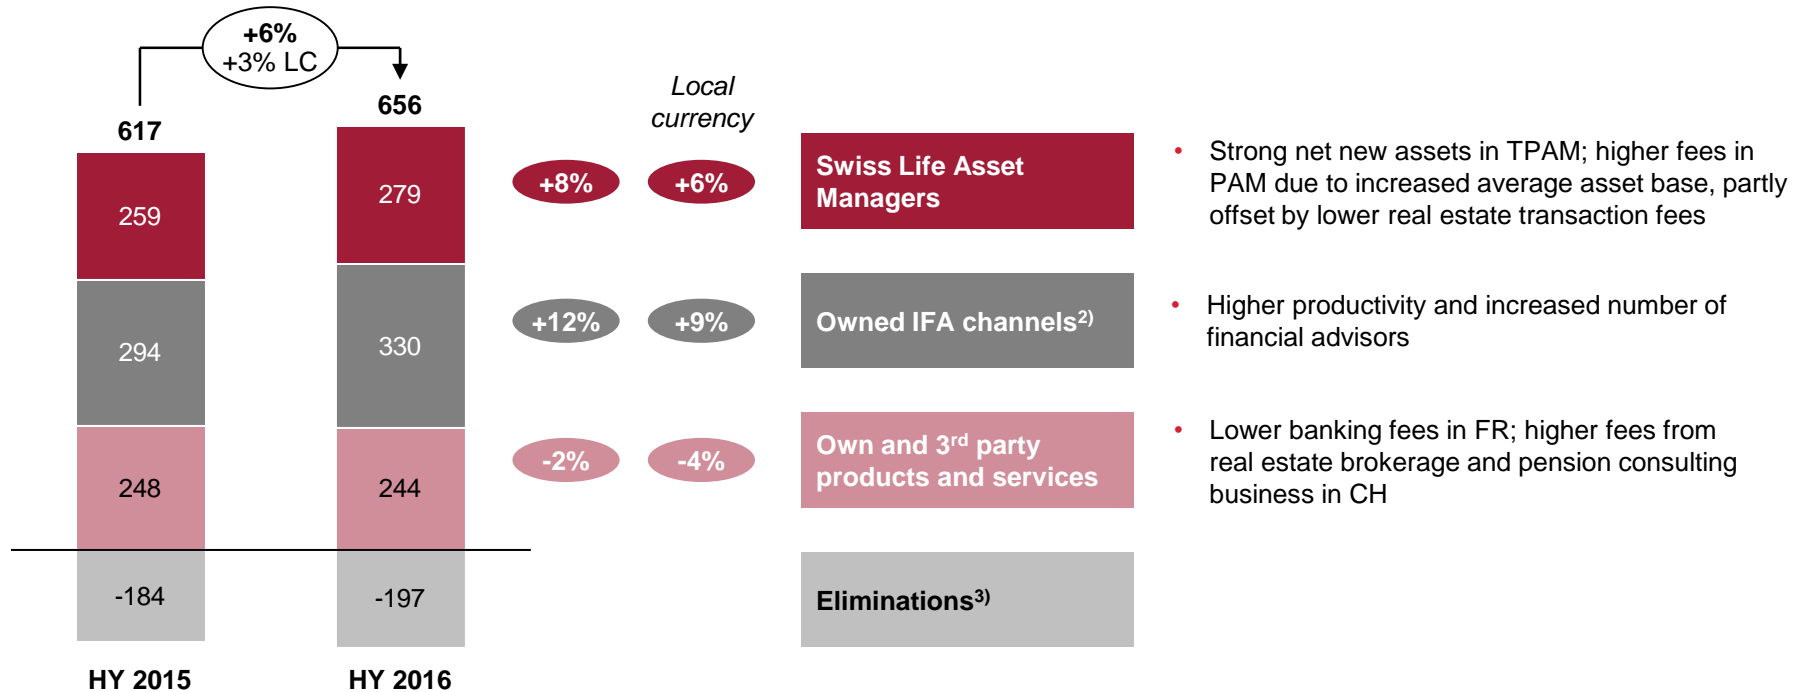 +6%
+3% LC
617
656
Local
currency
259
279
+8%
+6%
Swiss Life Asset
Managers
• Strong net new assets in TPAM; higher fees in
PAM due to increased average asset base, partly
offset by lower real estate transaction fees
294
330
+12%
+9%
Owned IFA channels2)
• Higher productivity and increased number of
financial advisors
248
244
-2%
-4%
Own and 3rd party
products and services
• Lower banking fees in FR; higher fees from
real estate brokerage and pension consulting
business in CH
-184
-197
Eliminations3)
HY 2015
HY 2016